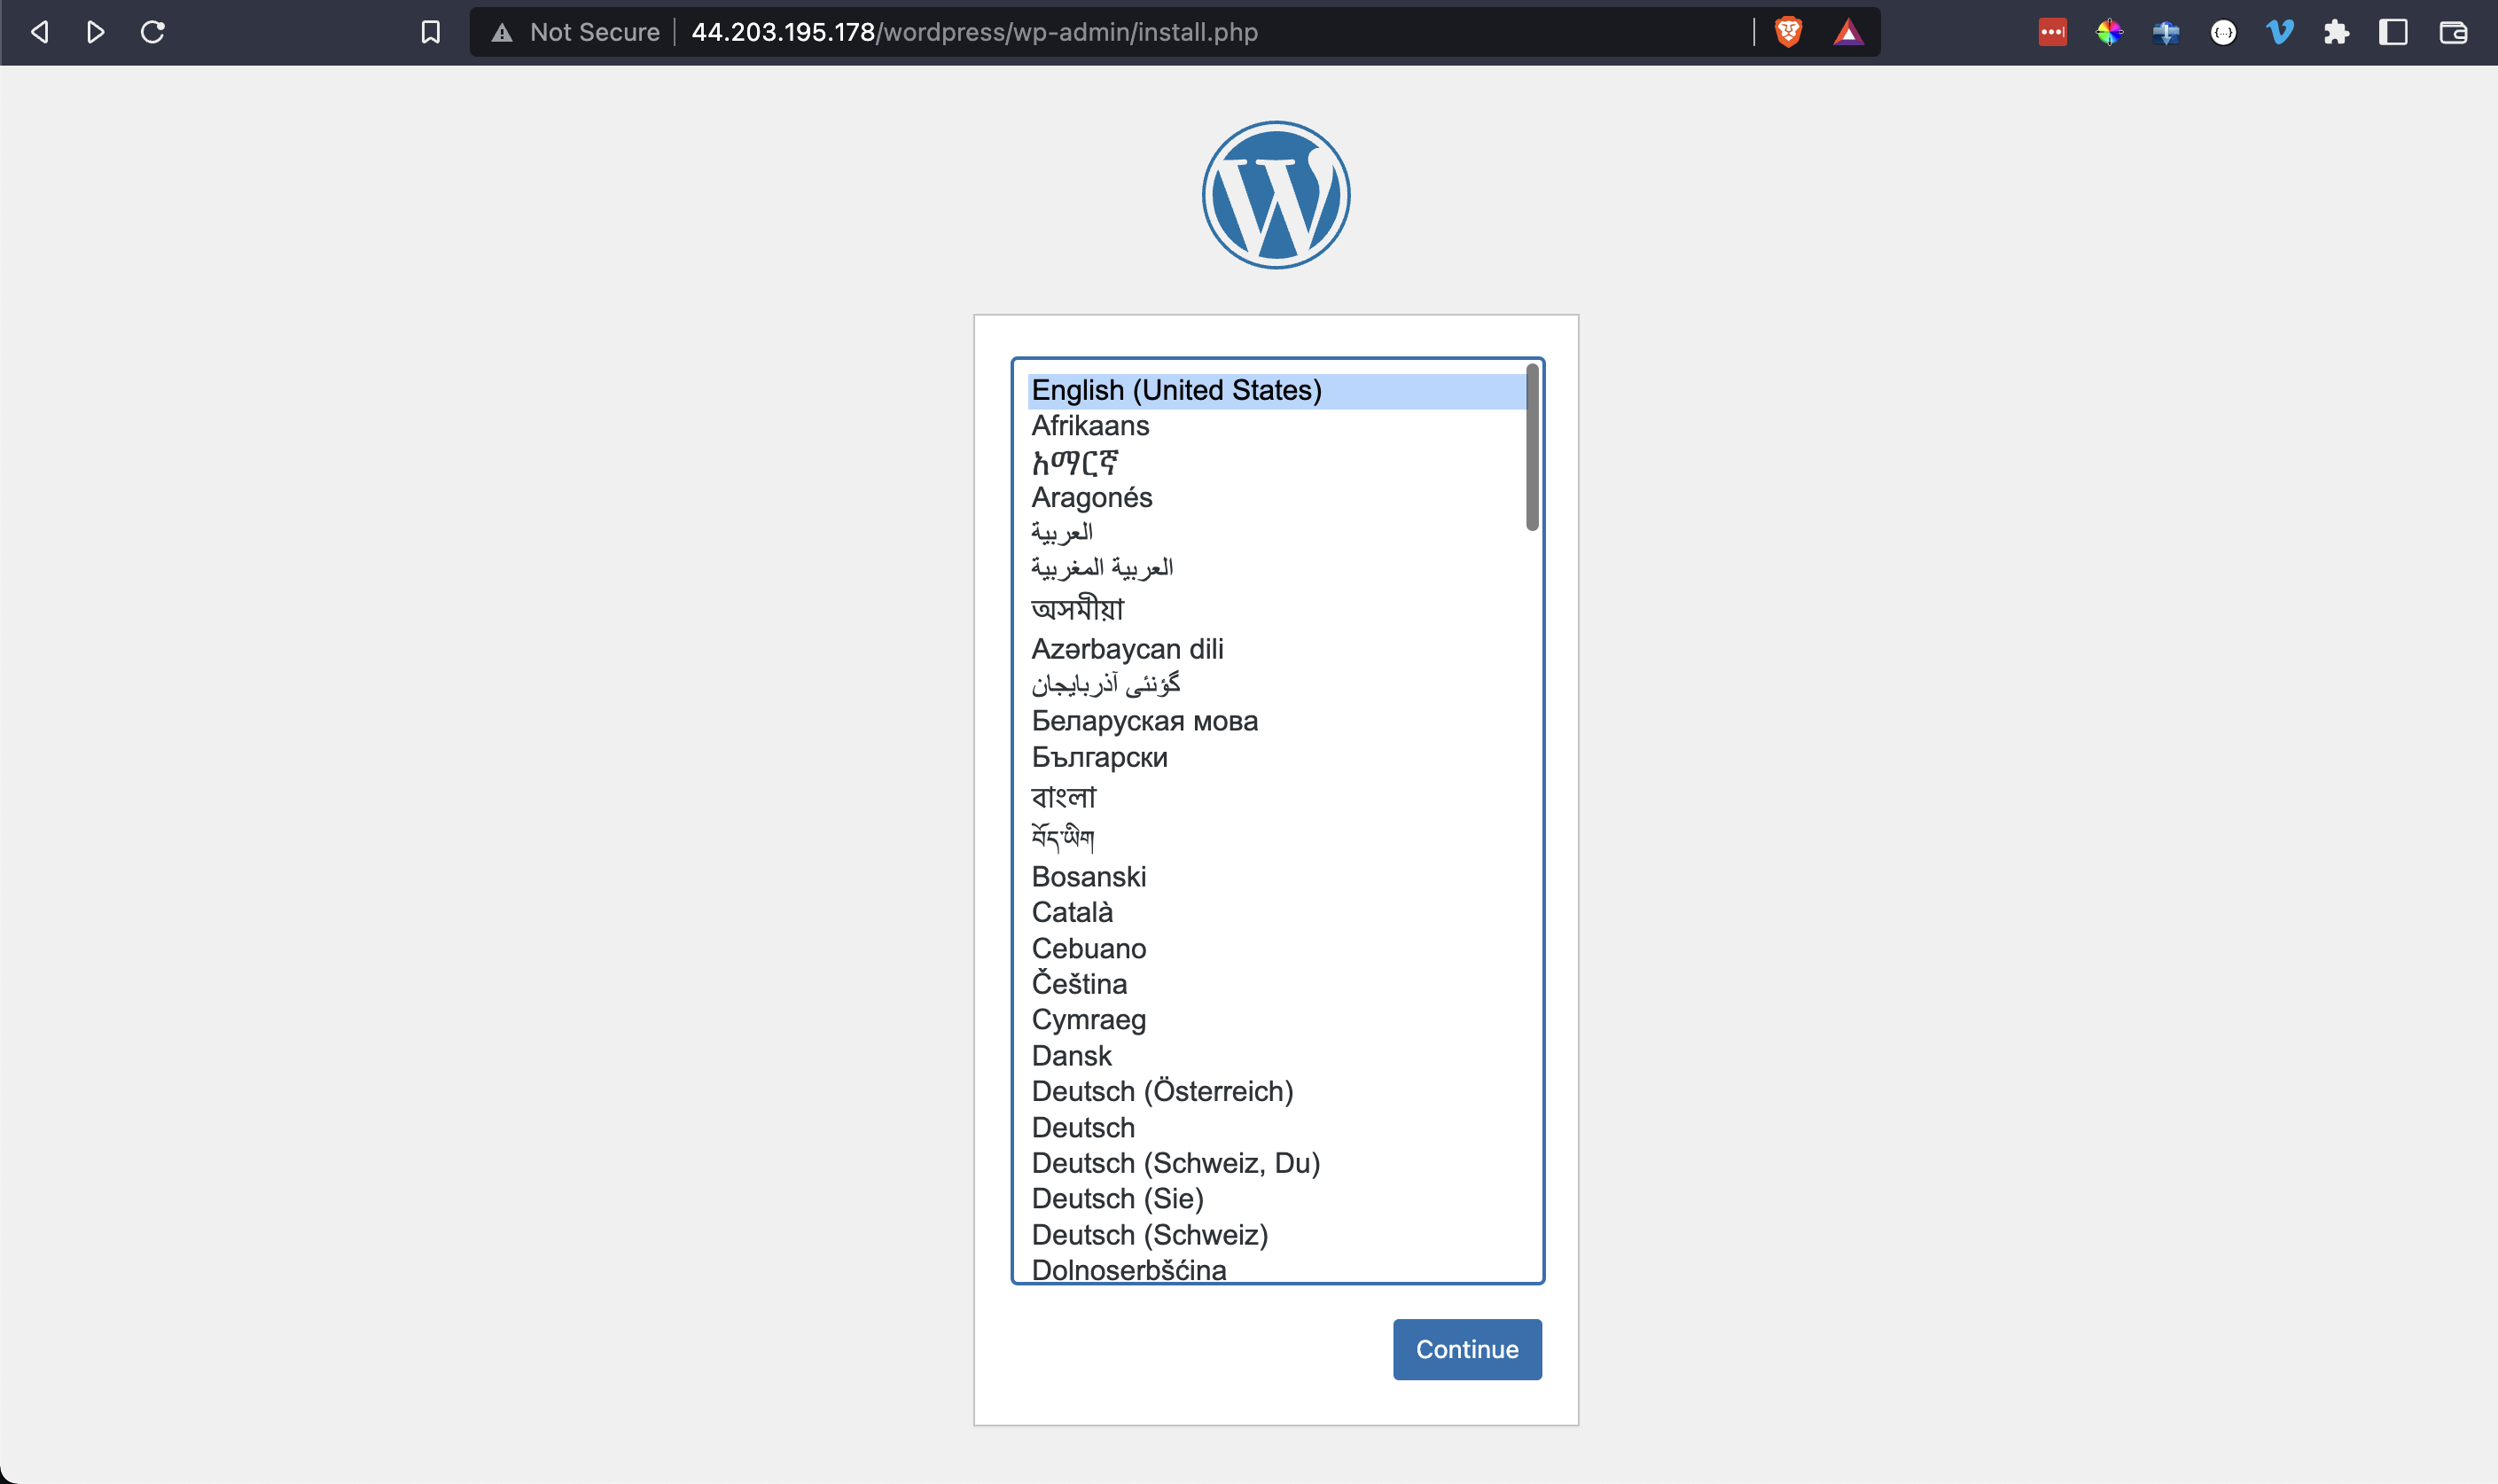 Not Secure 44.203.195.178/wordpress/wp-admin/install.php
English (United States)
Afrikaans
አማርኛ
Aragonés
العربية
العربية المغربية
অসমীয়া
Azərbaycan dili
گؤنئی آذربایجان
Беларуская мова
Български
বাংলা
བོད་ཡིག
Bosanski
Català
Cebuano
Čeština
Cymraeg
Dansk
Deutsch (Österreich)
Deutsch
Deutsch (Schweiz, Du)
Deutsch (Sie)
Deutsch (Schweiz)
Dolnoserbšćina
Continue